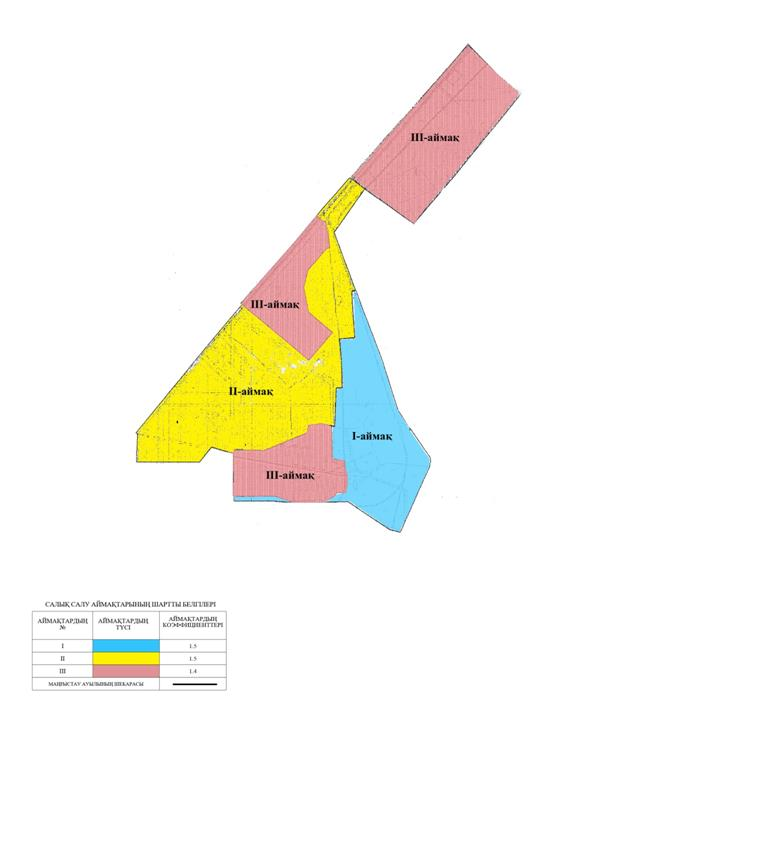 III-аймақ
III-аймақ
II-аймақ
I-аймақ
III-аймақ
САЛЫҚ САЛУ АЙМАҚТАРЫНЫҢ ШАРТТЫ БЕЛГІЛЕРІ
АЙМАҚТАРДЫҢ № АЙМАҚТАРДЫҢ ТҮСІ АЙМАҚТАРДЫҢ КОЭФФИЦИЕНТТЕРІ
I 1.5
II 1.5
III 1.4
МАҢҒЫСТАУ АУЫЛЫНЫҢ ШЕКАРАСЫ